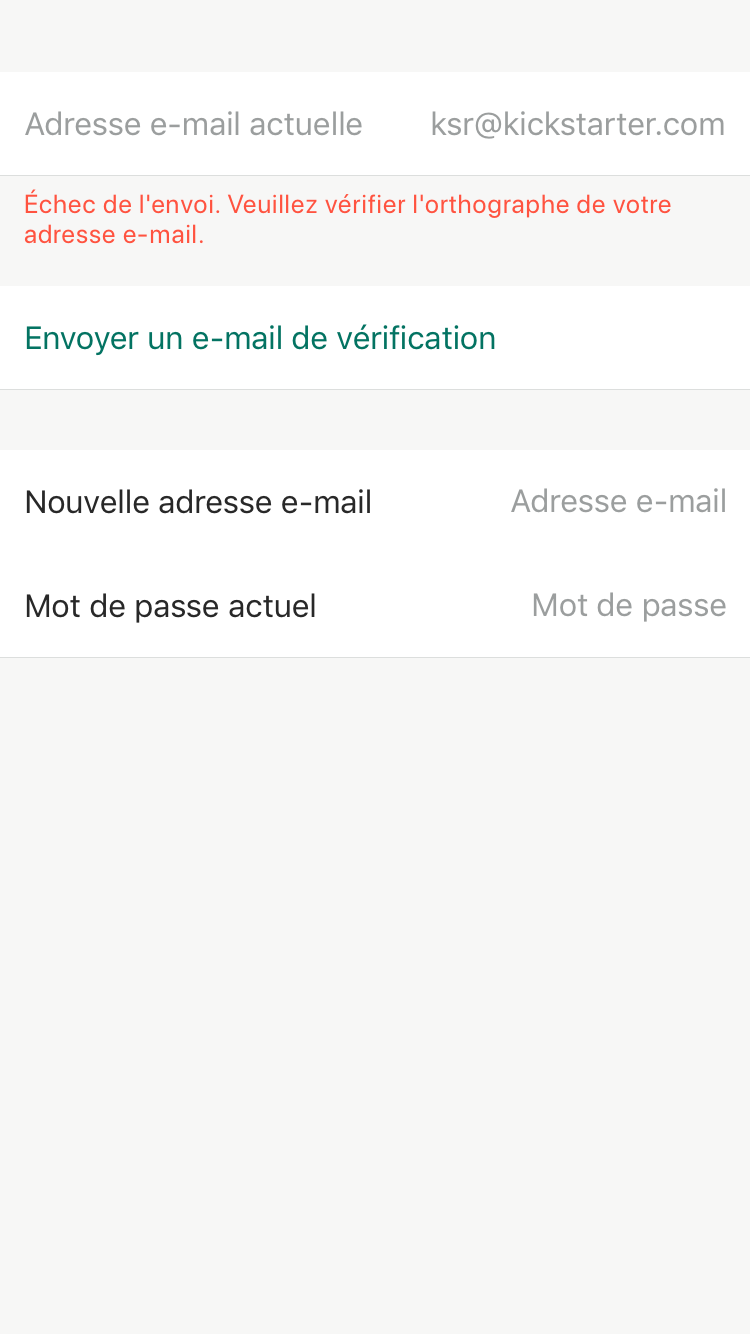 Adresse e-mail actuelle ksr@kickstarter.com
Échec de l'envoi. Veuillez vérifier l'orthographe de votre
adresse e-mail.
Envoyer un e-mail de vérification
Nouvelle adresse e-mail Adresse e-mail
Mot de passe actuel Mot de passe